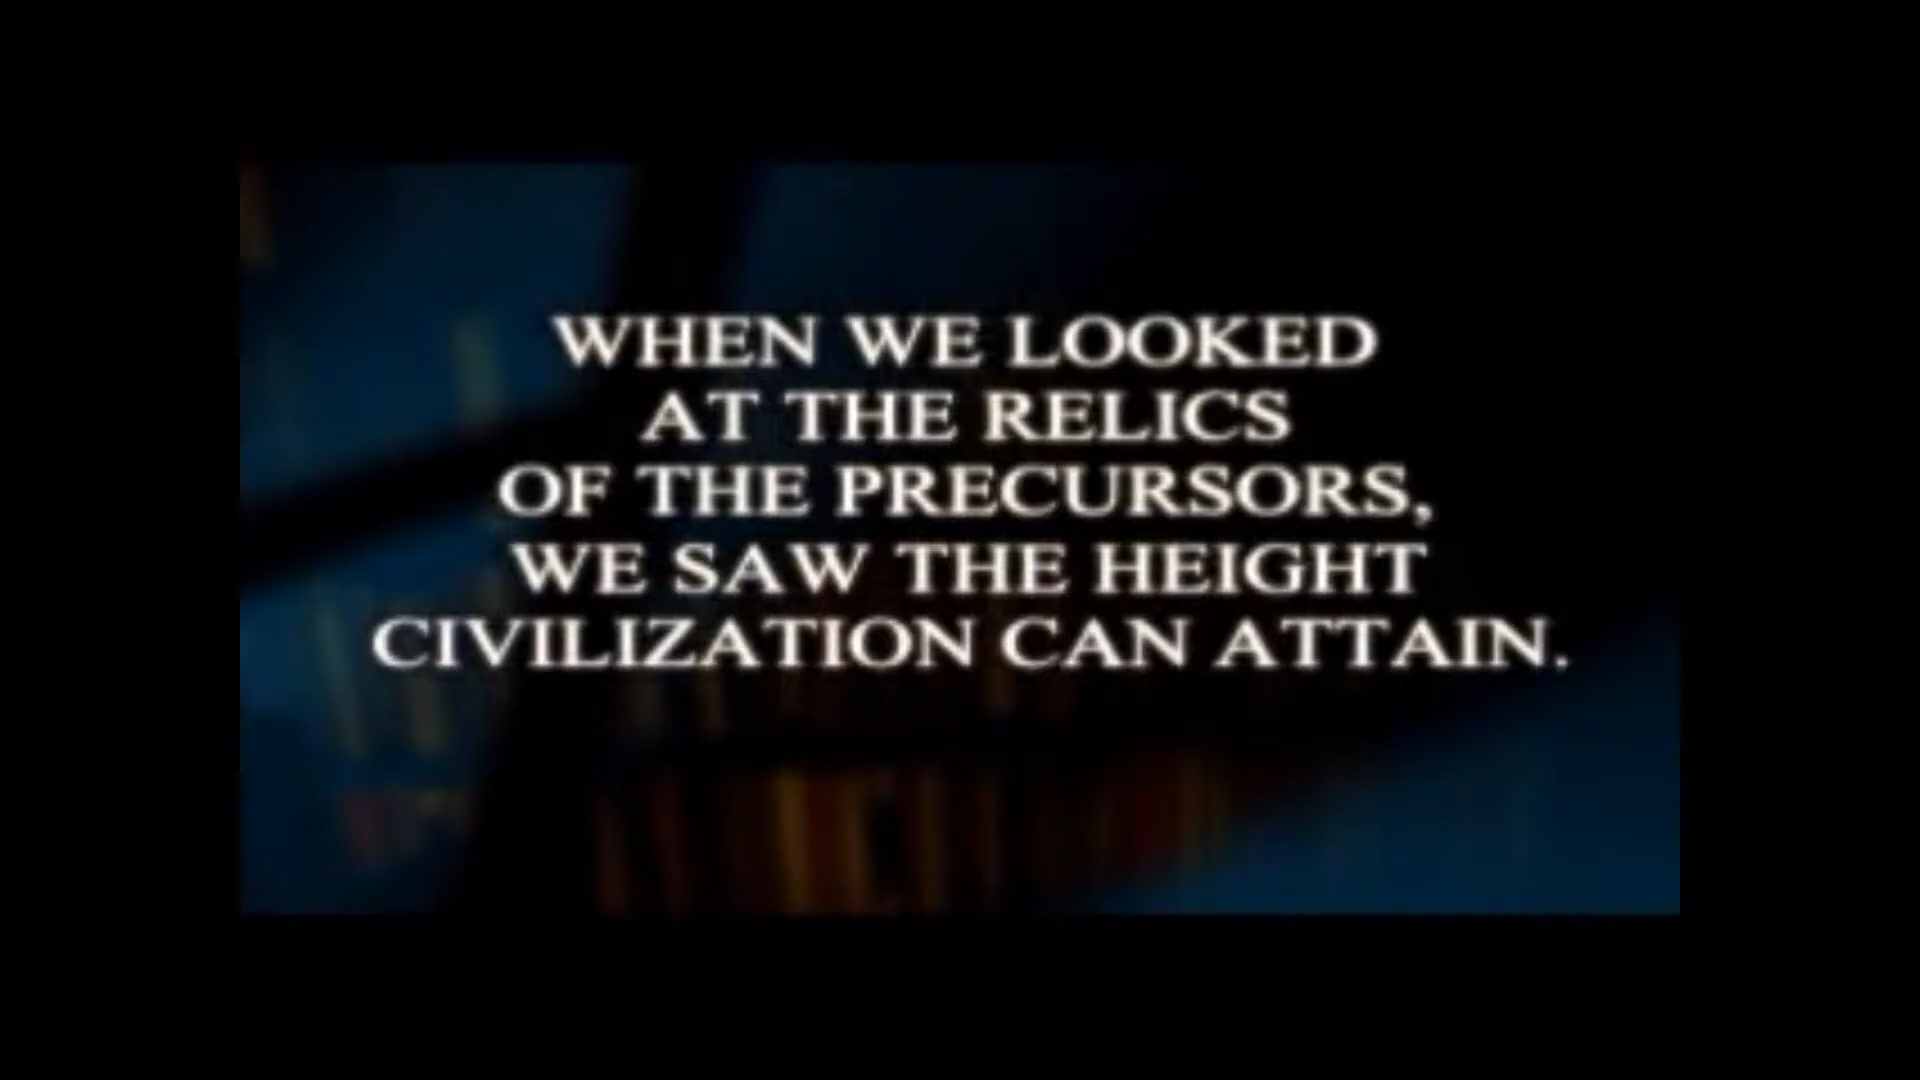 WHEN WE LOOKED
AT THE RELICS
OF THE PRECURSORS,
WE SAW THE HEIGHT
CIVILIZATION CAN ATTAIN.